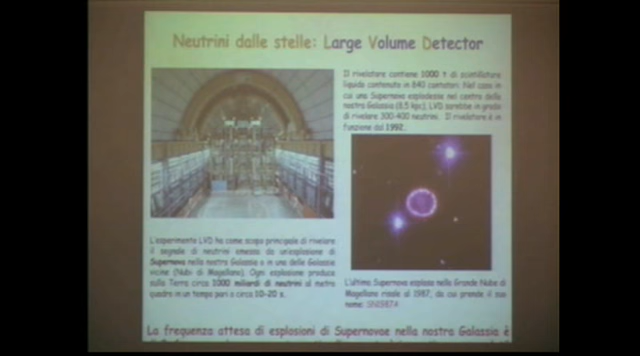 Neutrini dalle stelle: Large Volume Detector
Il rivelatore contiene 1000 t di scintillatore
liquido contenuto in 840 contatori. Nel caso in
cui una Supernova esplodesse nel centro della
nostra Galassia (8.5 kpc), LVD sarebbe in grado
di rivelare 300-400 neutrini. Il rivelatore è in
funzione dal 1992.
L'esperimento LVD ha come scopo principale di rivelare
il segnale di neutrini emesso da un'esplosione di
Supernova nella nostra Galassia o in una delle Galassie
vicine (Nubi di Magellano). Ogni esplosione produce
sulla Terra circa 1000 miliardi di neutrini al metro
quadro in un tempo pari a circa 10-20 s.
L'ultima Supernova esplose nella Grande Nube di
Magellano risale al 1987, da cui prende il suo
nome: SN1987A
La frequenza attesa di esplosioni di Supernovae nella nostra Galassia è